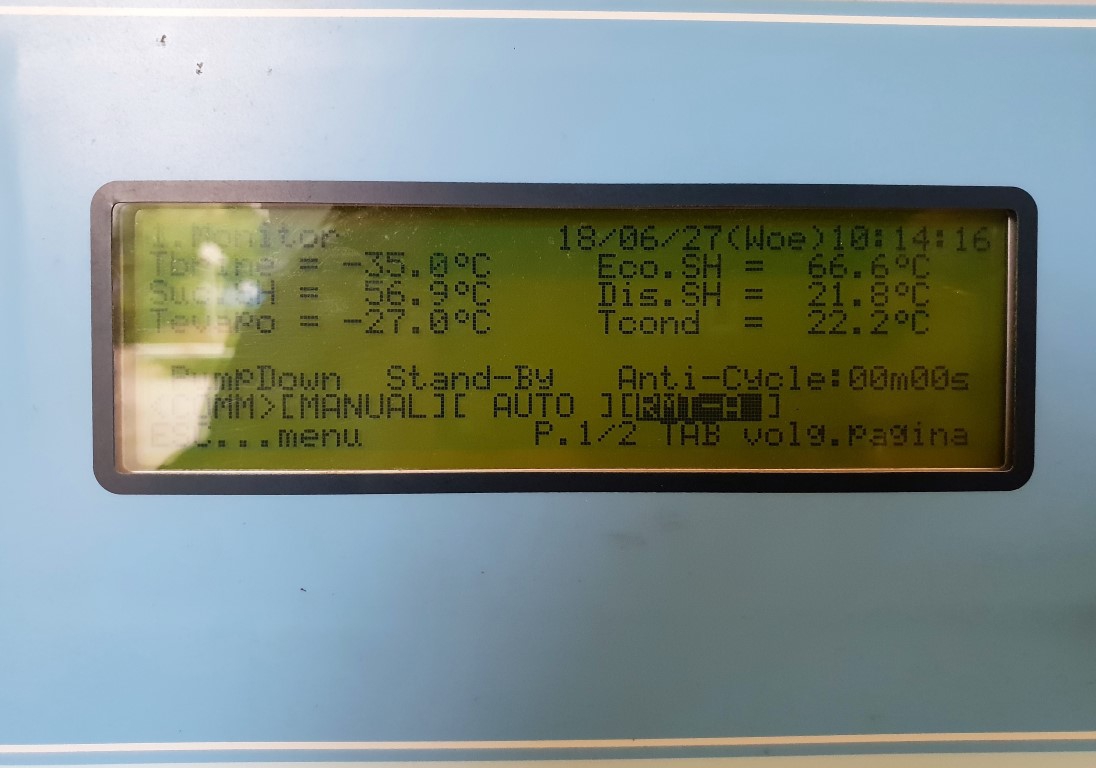 1.Monitor 18/06/27(Woe)10:14:16
Tbrine = -35.0°C Eco.SH = 66.6°C
Suc.SH = 56.9°C Dis.SH = 21.8°C
Tevapo = -27.0°C Tcond = 22.2°C
PumpDown Stand-By Anti-Cycle:00m00s
<COMM>[MANUAL][ AUTO ][RMT-H ]
ESC...menu P.1/2 TAB volg.pagina